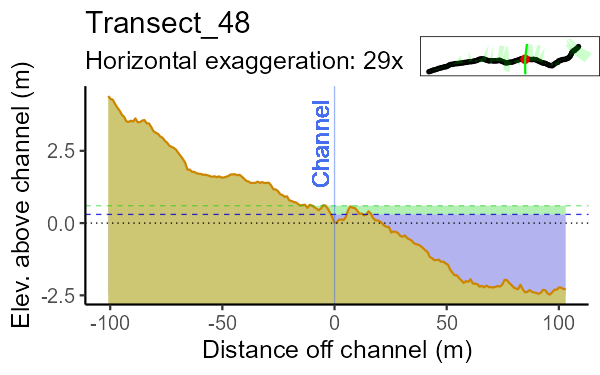 Transect_48
Horizontal exaggeration: 29x
Elev. above channel (m)
2.5
0.0
-2.5
Channel
-100
-50
0
50
100
Distance off channel (m)